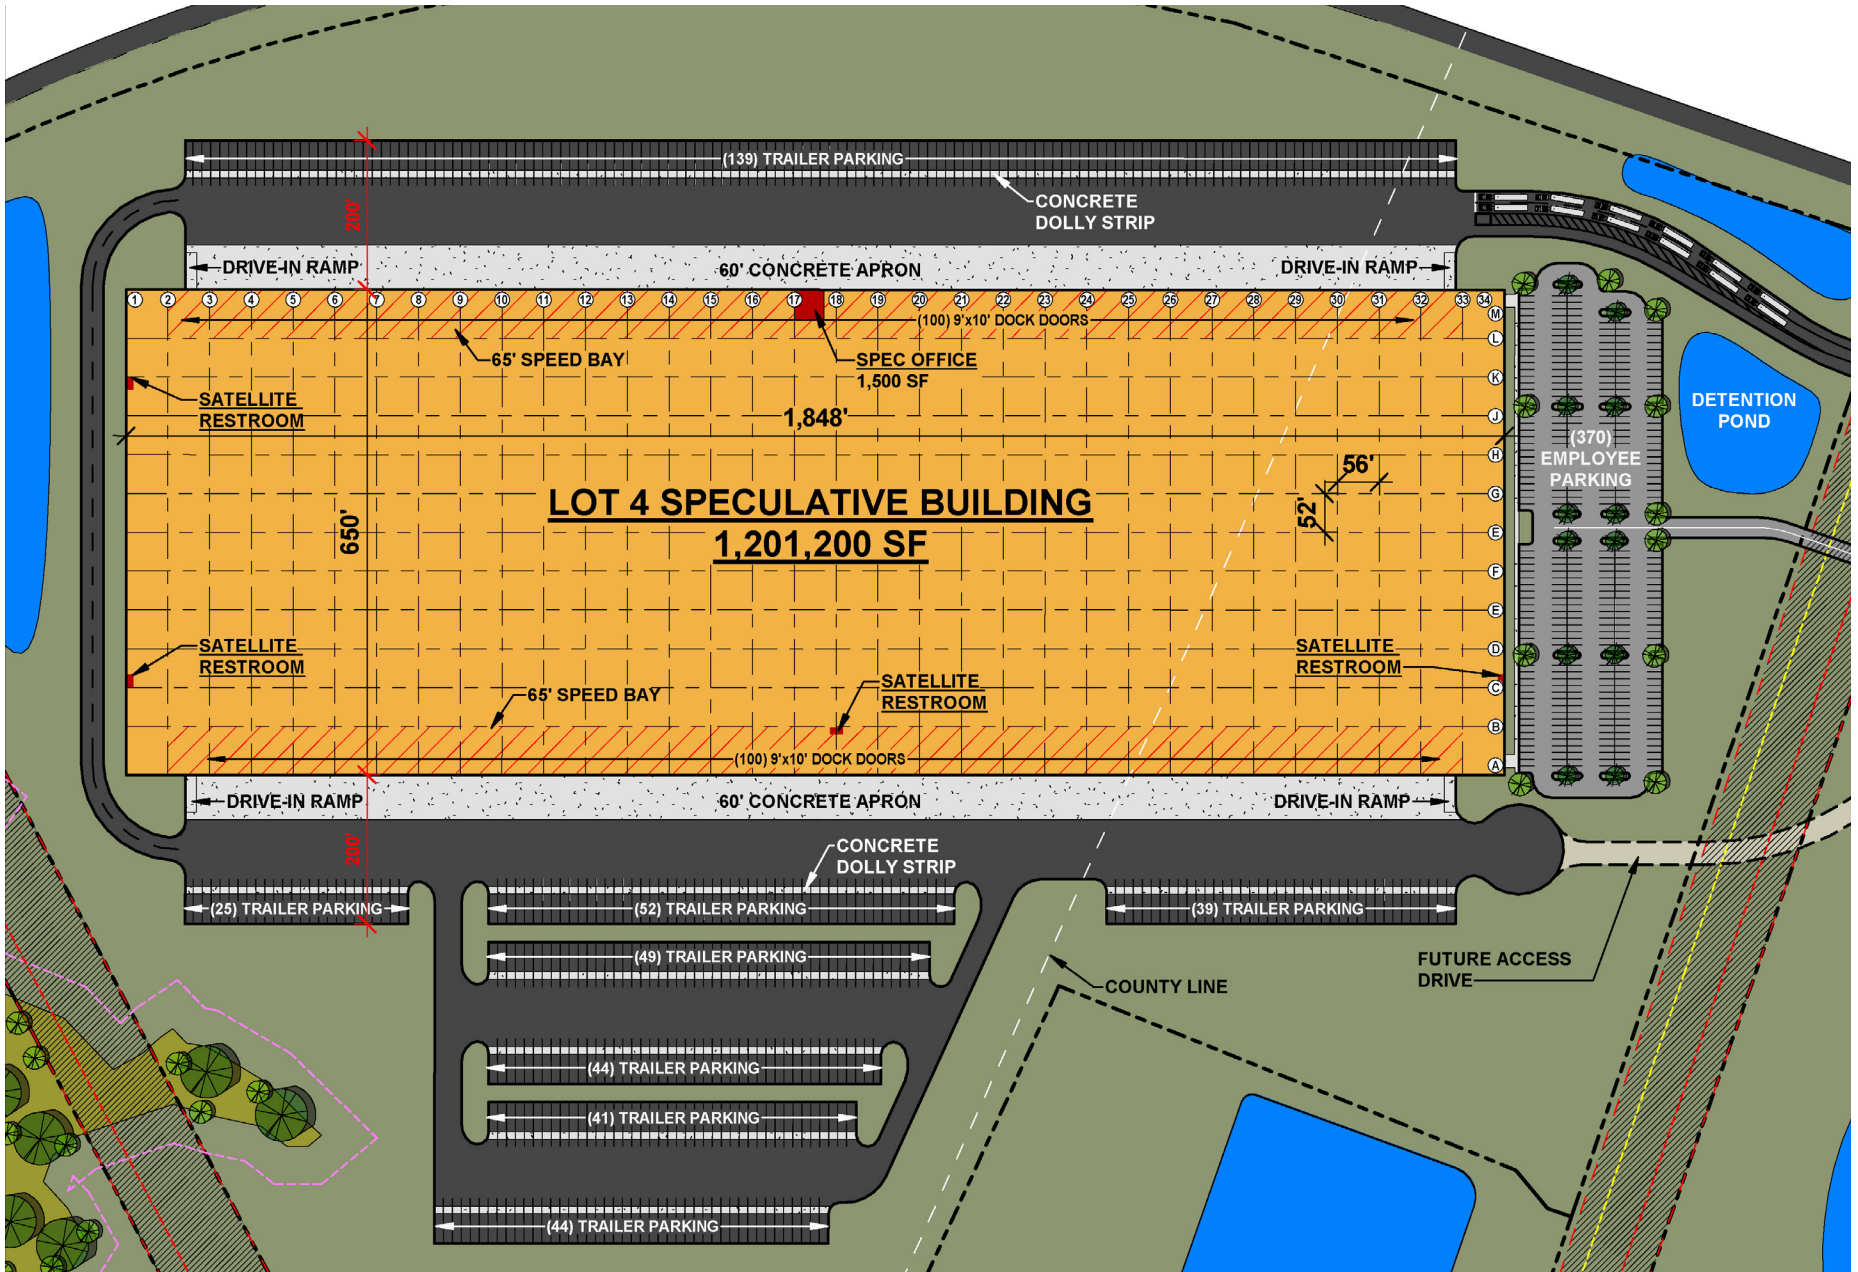 (139) TRAILER PARKING
CONCRETE
DOLLY STRIP
200'
DRIVE-IN RAMP
60' CONCRETE APRON
DRIVE-IN RAMP
1 2 3 4 5 6 7 8 9 10 11 12 13 14 15 16 17 18 19 20 21 22 23 24 25 26 27 28 29 30 31 32 33 34
M
(100) 9'x10' DOCK DOORS
L
65' SPEED BAY
SPEC OFFICE
1,500 SF
K
SATELLITE
RESTROOM
1,848'
J
DETENTION
POND
(370)
EMPLOYEE
PARKING
H
56'
G
LOT 4 SPECULATIVE BUILDING
1,201,200 SF
650'
52'
E
F
E
SATELLITE
RESTROOM
D
SATELLITE
RESTROOM
C
65' SPEED BAY
SATELLITE
RESTROOM
B
(100) 9'x10' DOCK DOORS
A
DRIVE-IN RAMP
60' CONCRETE APRON
DRIVE-IN RAMP
200'
CONCRETE
DOLLY STRIP
(25) TRAILER PARKING
(52) TRAILER PARKING
(39) TRAILER PARKING
(49) TRAILER PARKING
FUTURE ACCESS
DRIVE
COUNTY LINE
(44) TRAILER PARKING
(41) TRAILER PARKING
(44) TRAILER PARKING